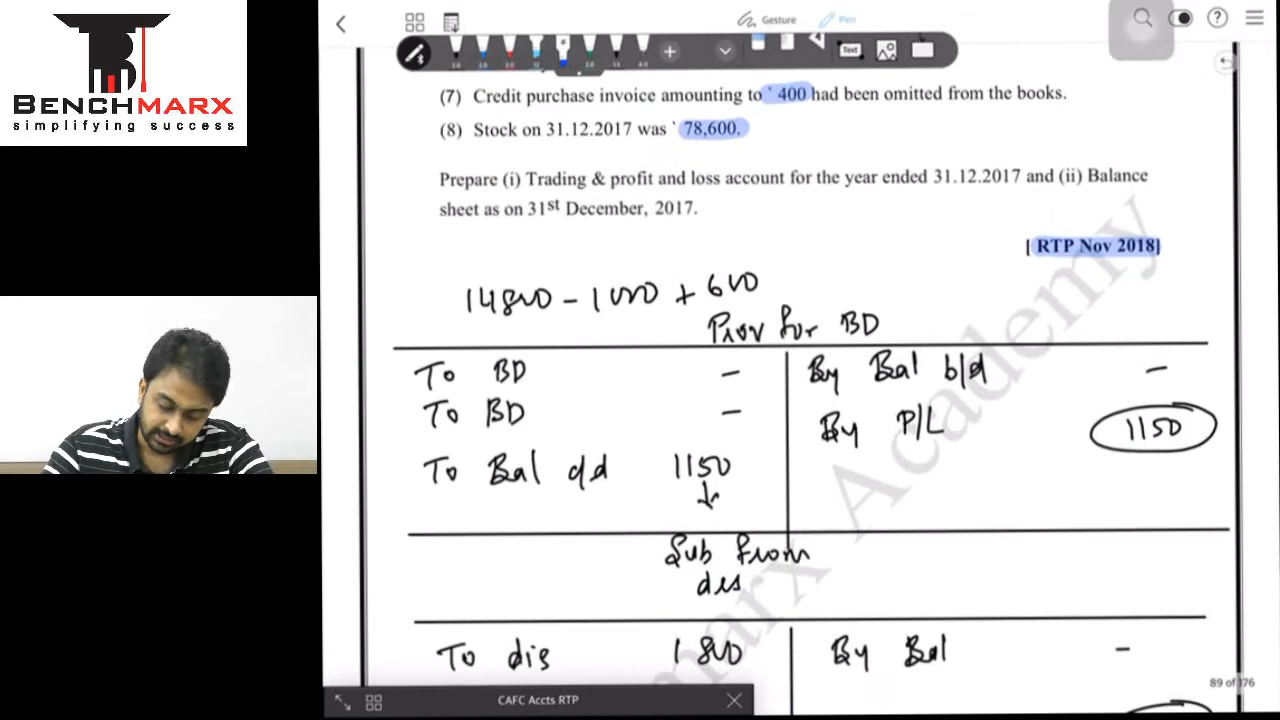 BENCHMARX
simplifying success
Gesture
Pen
Text
(7) Credit purchase invoice amounting to ` 400 had been omitted from the books.
(8) Stock on 31.12.2017 was ` 78,600.
Prepare (i) Trading & profit and loss account for the year ended 31.12.2017 and (ii) Balance
sheet as on 31st December, 2017.
[ RTP Nov 2018]
14800 - 1000 + 600
Prov for BD
To BD - By Bal b/d -
To BD - By P/L 1150
To Bal c/d 1150
Sub from
des
To dis 1800 By Bal -
marx Academy
89 of 176
CAFC Accts RTP